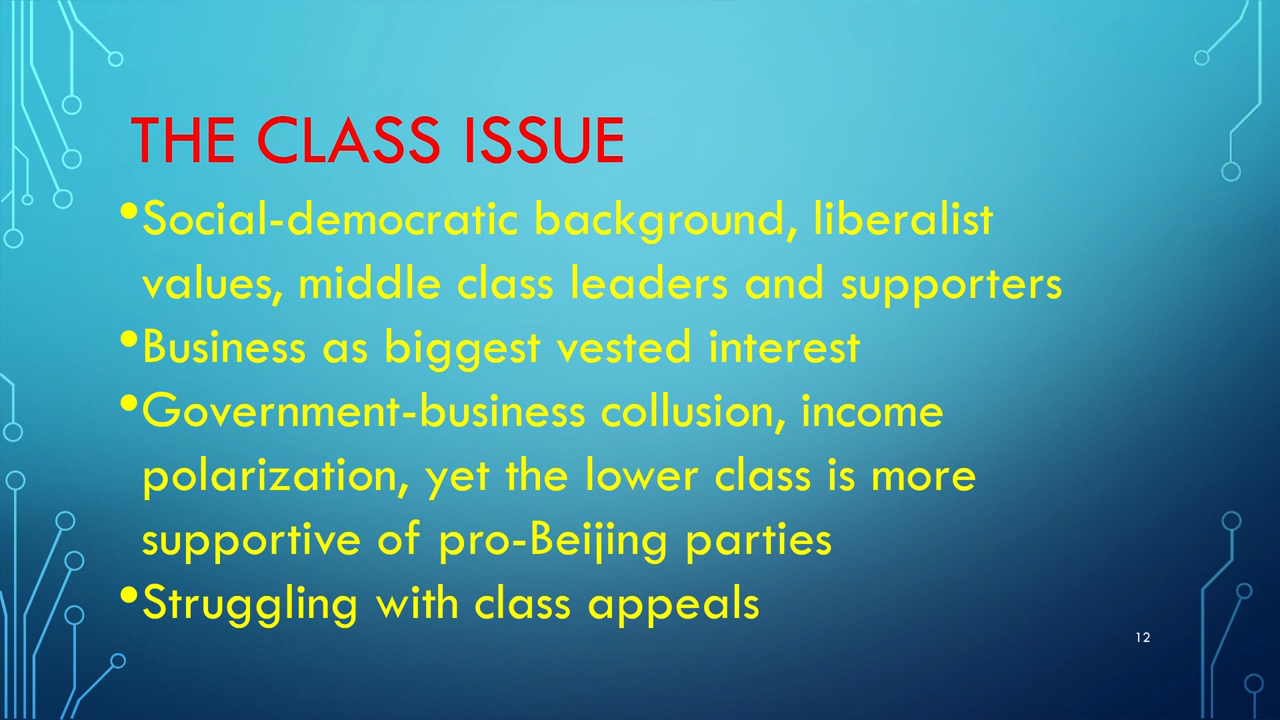 THE CLASS ISSUE
•Social-democratic background, liberalist
values, middle class leaders and supporters
•Business as biggest vested interest
•Government-business collusion, income
polarization, yet the lower class is more
supportive of pro-Beijing parties
•Struggling with class appeals
12